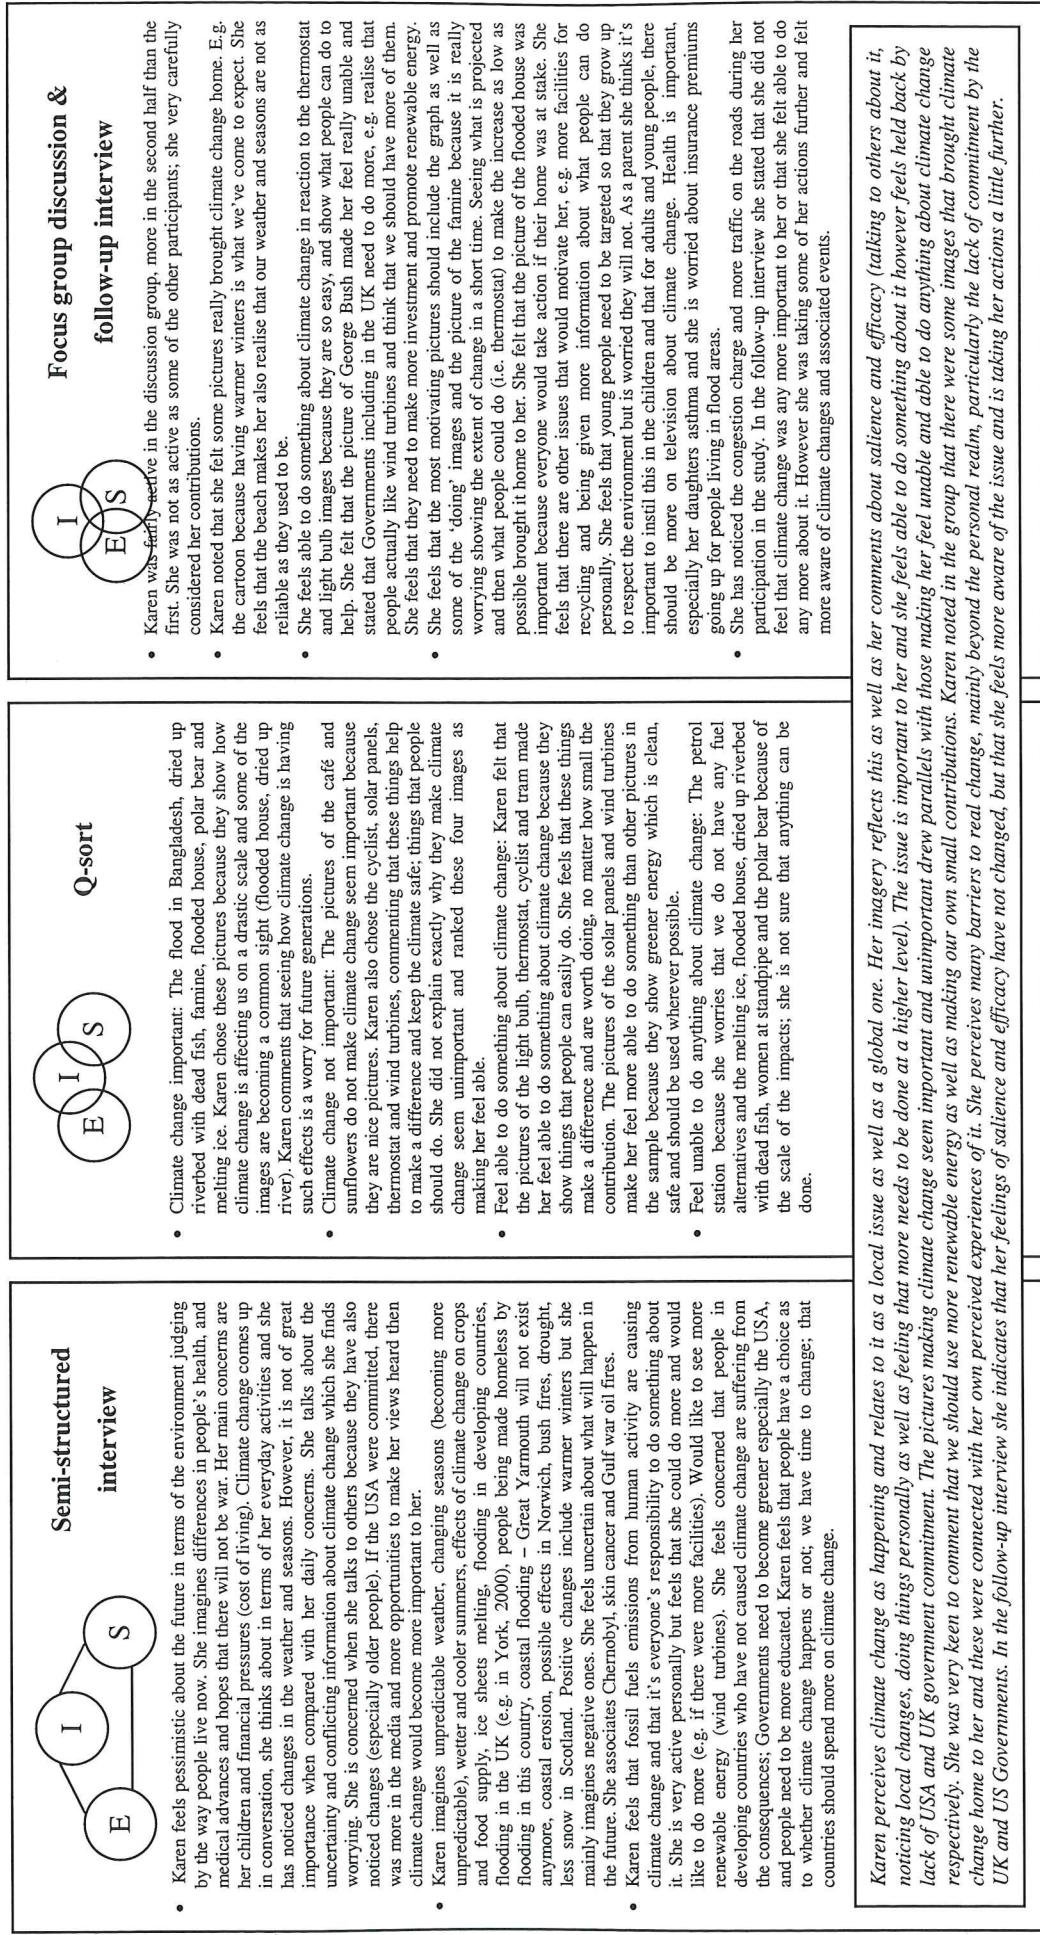 Semi-structured
interview
E
I
S
• Karen feels pessimistic about the future in terms of the environment judging
by the way people live now. She imagines differences in people's health, and
medical advances and hopes that there will not be war. Her main concerns are
her children and financial pressures (cost of living). Climate change comes up
in conversation, she thinks about in terms of her everyday activities and she
has noticed changes in the weather and seasons. However, it is not of great
importance when compared with her daily concerns. She talks about the
uncertainty and conflicting information about climate change which she finds
worrying. She is concerned when she talks to others because they have also
noticed changes (especially older people). If the USA were committed, there
was more in the media and more opportunities to make her views heard then
climate change would become more important to her.
• Karen imagines unpredictable weather, changing seasons (becoming more
unpredictable), wetter and cooler summers, effects of climate change on crops
and food supply, ice sheets melting, flooding in developing countries,
flooding in the UK (e.g. in York, 2000), people being made homeless by
flooding in this country, coastal flooding – Great Yarmouth will not exist
anymore, coastal erosion, possible effects in Norwich, bush fires, drought,
less snow in Scotland. Positive changes include warmer winters but she
mainly imagines negative ones. She feels uncertain about what will happen in
the future. She associates Chernobyl, skin cancer and Gulf war oil fires.
• Karen feels that fossil fuels emissions from human activity are causing
climate change and that it's everyone's responsibility to do something about
it. She is very active personally but feels that she could do more and would
like to do more (e.g. if there were more facilities). Would like to see more
renewable energy (wind turbines). She feels concerned that people in
developing countries who have not caused climate change are suffering from
the consequences; Governments need to become greener especially the USA,
and people need to be more educated. Karen feels that people have a choice as
to whether climate change happens or not; we have time to change; that
countries should spend more on climate change.
Q-sort
E
I
S
• Climate change important: The flood in Bangladesh, dried up
riverbed with dead fish, famine, flooded house, polar bear and
melting ice. Karen chose these pictures because they show how
climate change is affecting us on a drastic scale and some of the
images are becoming a common sight (flooded house, dried up
river). Karen comments that seeing how climate change is having
such effects is a worry for future generations.
• Climate change not important: The pictures of the café and
sunflowers do not make climate change seem important because
they are nice pictures. Karen also chose the cyclist, solar panels,
thermostat and wind turbines, commenting that these things help
to make a difference and keep the climate safe; things that people
should do. She did not explain exactly why they make climate
change seem unimportant and ranked these four images as
making her feel able.
• Feel able to do something about climate change: Karen felt that
the pictures of the light bulb, thermostat, cyclist and tram made
her feel able to do something about climate change because they
show things that people can easily do. She feels that these things
make a difference and are worth doing, no matter how small the
contribution. The pictures of the solar panels and wind turbines
make her feel more able to do something than other pictures in
the sample because they show greener energy which is clean,
safe and should be used wherever possible.
• Feel unable to do anything about climate change: The petrol
station because she worries that we do not have any fuel
alternatives and the melting ice, flooded house, dried up riverbed
with dead fish, women at standpipe and the polar bear because of
the scale of the impacts; she is not sure that anything can be
done.
Focus group discussion &
follow-up interview
I
E
S
• Karen was fairly active in the discussion group, more in the second half than the
first. She was not as active as some of the other participants; she very carefully
considered her contributions.
• Karen noted that she felt some pictures really brought climate change home. E.g.
the cartoon because having warmer winters is what we've come to expect. She
feels that the beach makes her also realise that our weather and seasons are not as
reliable as they used to be.
• She feels able to do something about climate change in reaction to the thermostat
and light bulb images because they are so easy, and show what people can do to
help. She felt that the picture of George Bush made her feel really unable and
stated that Governments including in the UK need to do more, e.g. realise that
people actually like wind turbines and think that we should have more of them.
She feels that they need to make more investment and promote renewable energy.
• She feels that the most motivating pictures should include the graph as well as
some of the 'doing' images and the picture of the famine because it is really
worrying showing the extent of change in a short time. Seeing what is projected
and then what people could do (i.e. thermostat) to make the increase as low as
possible brought it home to her. She felt that the picture of the flooded house was
important because everyone would take action if their home was at stake. She
feels that there are other issues that would motivate her, e.g. more facilities for
recycling and being given more information about what people can do
personally. She feels that young people need to be targeted so that they grow up
to respect the environment but is worried they will not. As a parent she thinks it's
important to instil this in the children and that for adults and young people, there
should be more on television about climate change. Health is important,
especially her daughters asthma and she is worried about insurance premiums
going up for people living in flood areas.
• She has noticed the congestion charge and more traffic on the roads during her
participation in the study. In the follow-up interview she stated that she did not
feel that climate change was any more important to her or that she felt able to do
any more about it. However she was taking some of her actions further and felt
more aware of climate changes and associated events.
Karen perceives climate change as happening and relates to it as a local issue as well as a global one. Her imagery reflects this as well as her comments about salience and efficacy (talking to others about it,
noticing local changes, doing things personally as well as feeling that more needs to be done at a higher level). The issue is important to her and she feels able to do something about it however feels held back by
lack of USA and UK government commitment. The pictures making climate change seem important and unimportant drew parallels with those making her feel unable and able to do anything about climate change
respectively. She was very keen to comment that we should use more renewable energy as well as making our own small contributions. Karen noted in the group that there were some images that brought climate
change home to her and these were connected with her own perceived experiences of it. She perceives many barriers to real change, mainly beyond the personal realm, particularly the lack of commitment by the
UK and US Governments. In the follow-up interview she indicates that her feelings of salience and efficacy have not changed, but that she feels more aware of the issue and is taking her actions a little further.